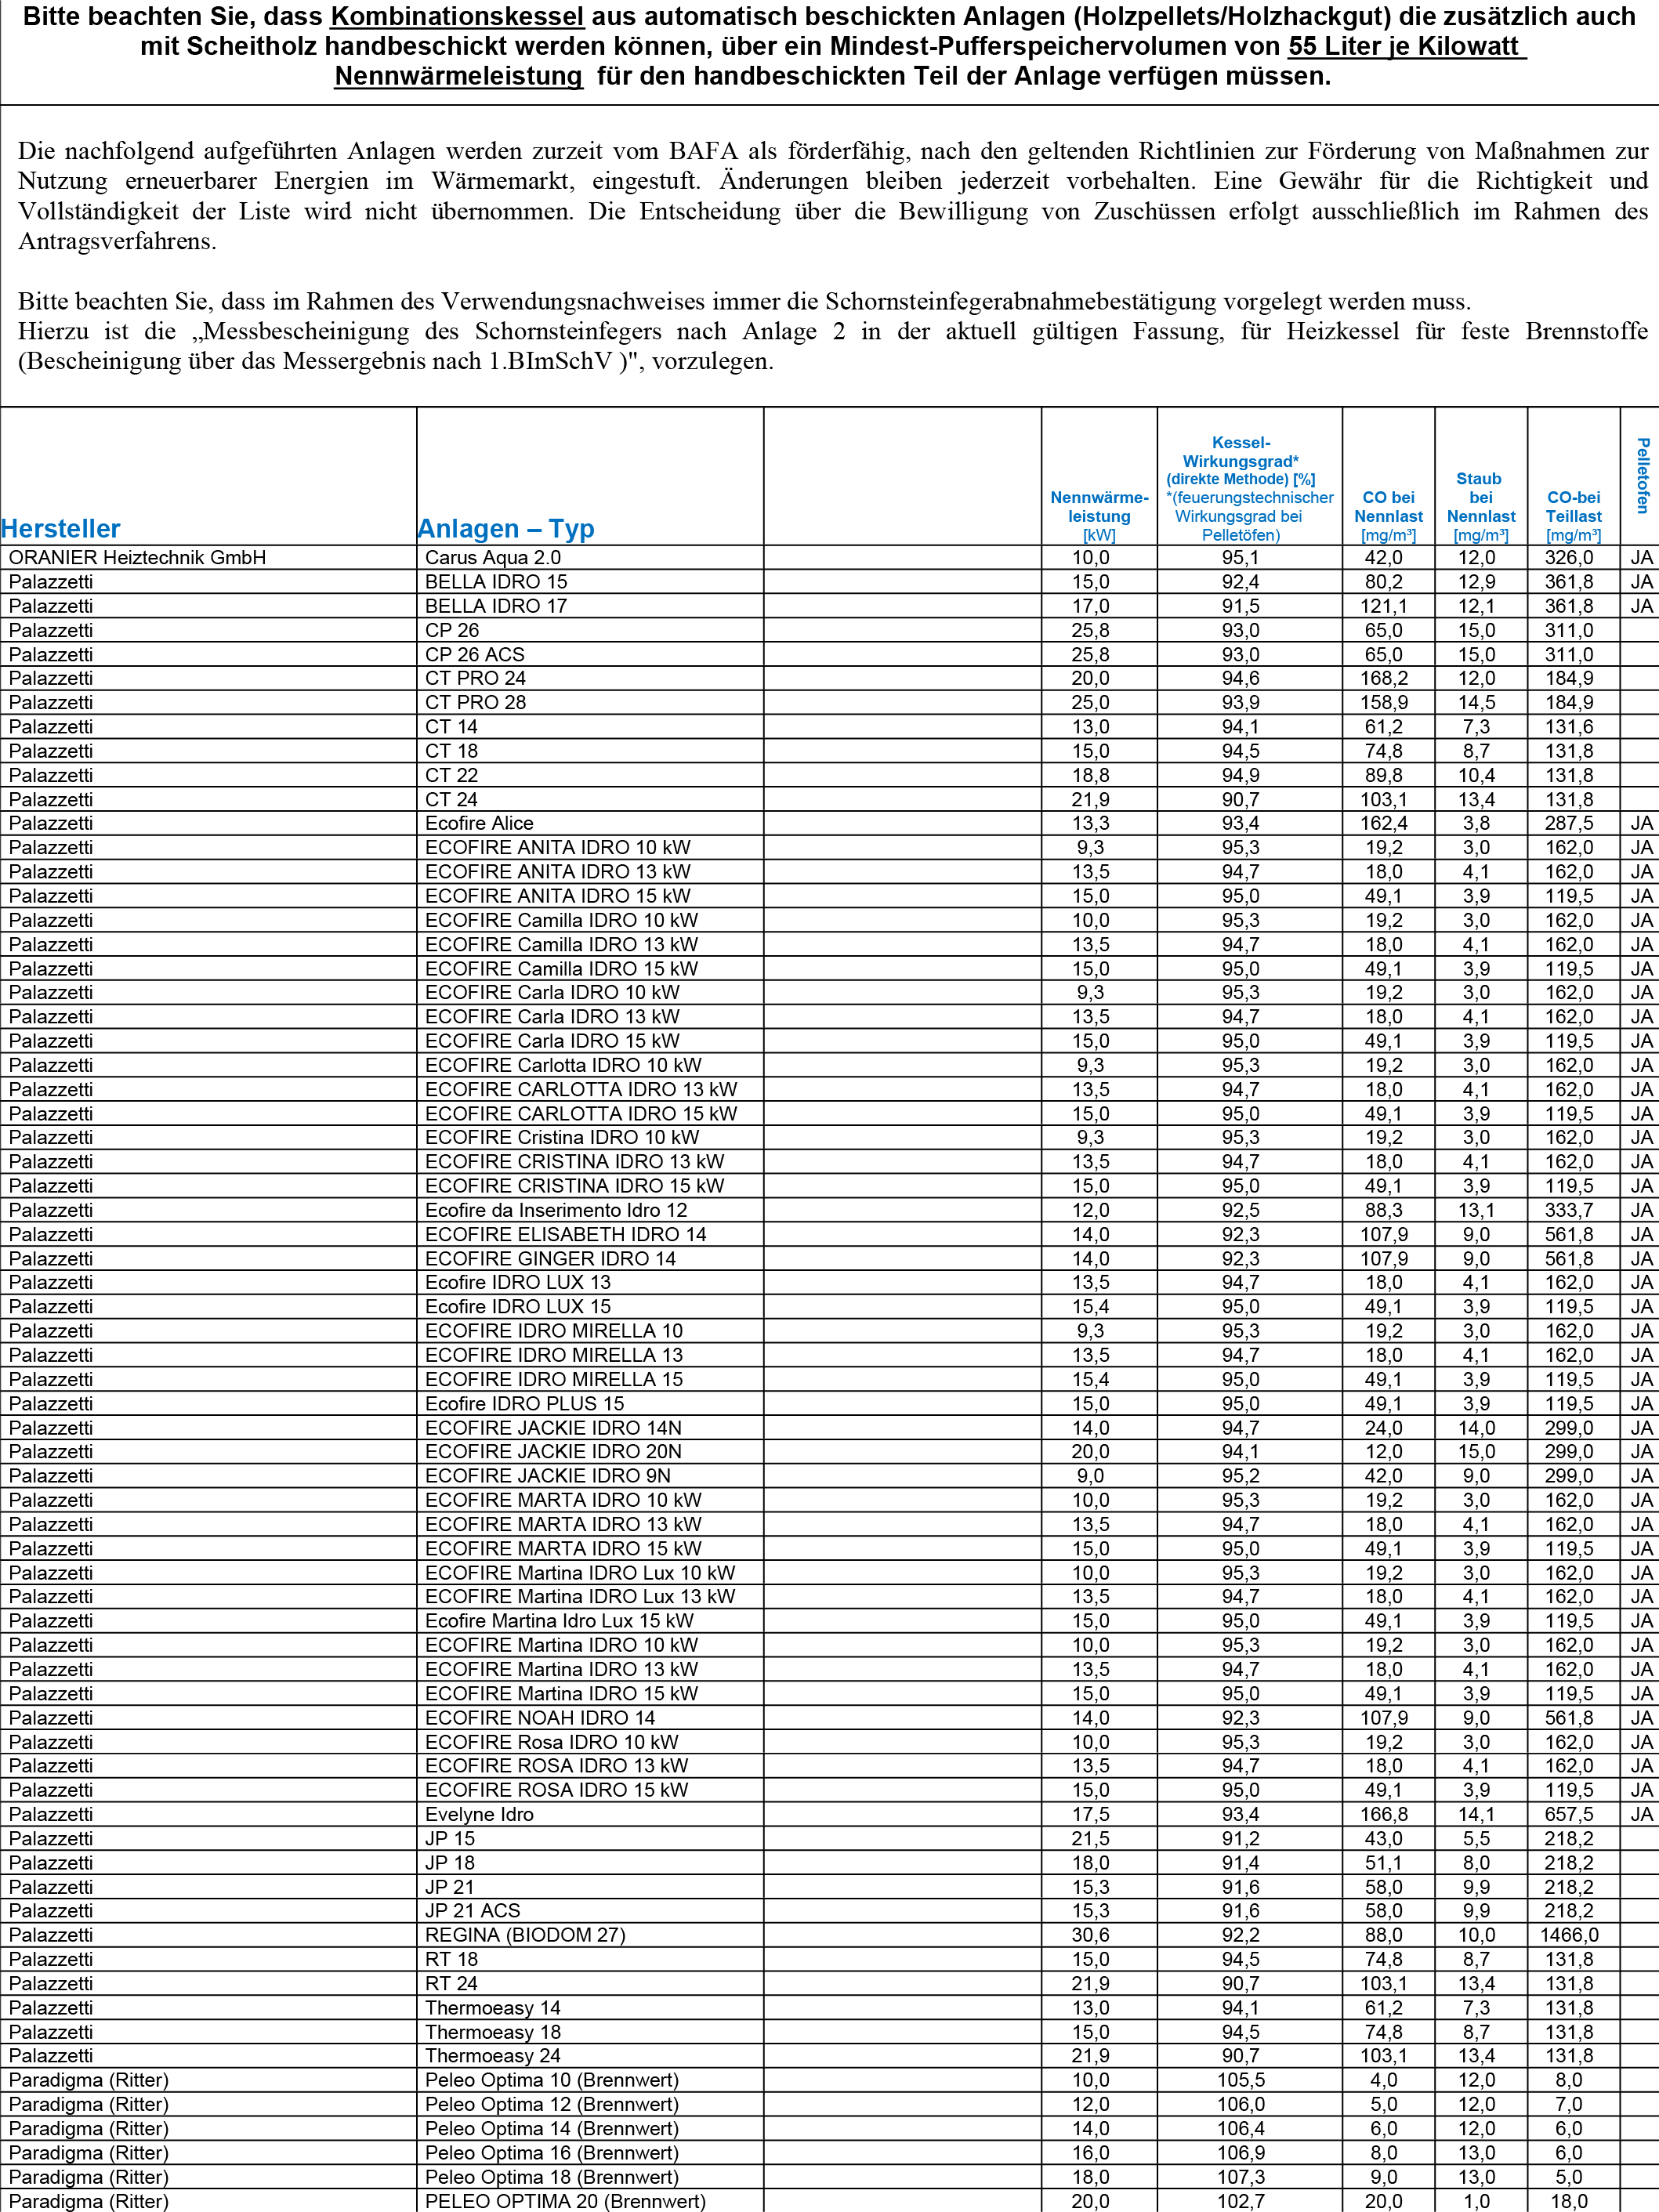 Bitte beachten Sie, dass Kombinationskessel aus automatisch beschickten Anlagen (Holzpellets/Holzhackgut) die zusätzlich auch
mit Scheitholz handbeschickt werden können, über ein Mindest-Pufferspeichervolumen von 55 Liter je Kilowatt
Nennwärmeleistung für den handbeschickten Teil der Anlage verfügen müssen.
Die nachfolgend aufgeführten Anlagen werden zurzeit vom BAFA als förderfähig, nach den geltenden Richtlinien zur Förderung von Maßnahmen zur
Nutzung erneuerbarer Energien im Wärmemarkt, eingestuft. Änderungen bleiben jederzeit vorbehalten. Eine Gewähr für die Richtigkeit und
Vollständigkeit der Liste wird nicht übernommen. Die Entscheidung über die Bewilligung von Zuschüssen erfolgt ausschließlich im Rahmen des
Antragsverfahrens.
Bitte beachten Sie, dass im Rahmen des Verwendungsnachweises immer die Schornsteinfegerabnahmebestätigung vorgelegt werden muss.
Hierzu ist die „Messbescheinigung des Schornsteinfegers nach Anlage 2 in der aktuell gültigen Fassung, für Heizkessel für feste Brennstoffe
(Bescheinigung über das Messergebnis nach 1.BImSchV )", vorzulegen.
Hersteller
Anlagen – Typ
Nennwärme-
leistung
[kW]
Kessel-
Wirkungsgrad*
(direkte Methode) [%]
*(feuerungstechnischer
Wirkungsgrad bei
Pelletöfen)
CO bei
Nennlast
[mg/m³]
Staub
bei
Nennlast
[mg/m³]
CO-bei
Teillast
[mg/m³]
Pelletofen
ORANIER Heiztechnik GmbH Carus Aqua 2.0 10,0 95,1 42,0 12,0 326,0 JA
Palazzetti BELLA IDRO 15 15,0 92,4 80,2 12,9 361,8 JA
Palazzetti BELLA IDRO 17 17,0 91,5 121,1 12,1 361,8 JA
Palazzetti CP 26 25,8 93,0 65,0 15,0 311,0
Palazzetti CP 26 ACS 25,8 93,0 65,0 15,0 311,0
Palazzetti CT PRO 24 20,0 94,6 168,2 12,0 184,9
Palazzetti CT PRO 28 25,0 93,9 158,9 14,5 184,9
Palazzetti CT 14 13,0 94,1 61,2 7,3 131,6
Palazzetti CT 18 15,0 94,5 74,8 8,7 131,8
Palazzetti CT 22 18,8 94,9 89,8 10,4 131,8
Palazzetti CT 24 21,9 90,7 103,1 13,4 131,8
Palazzetti Ecofire Alice 13,3 93,4 162,4 3,8 287,5 JA
Palazzetti ECOFIRE ANITA IDRO 10 kW 9,3 95,3 19,2 3,0 162,0 JA
Palazzetti ECOFIRE ANITA IDRO 13 kW 13,5 94,7 18,0 4,1 162,0 JA
Palazzetti ECOFIRE ANITA IDRO 15 kW 15,0 95,0 49,1 3,9 119,5 JA
Palazzetti ECOFIRE Camilla IDRO 10 kW 10,0 95,3 19,2 3,0 162,0 JA
Palazzetti ECOFIRE Camilla IDRO 13 kW 13,5 94,7 18,0 4,1 162,0 JA
Palazzetti ECOFIRE Camilla IDRO 15 kW 15,0 95,0 49,1 3,9 119,5 JA
Palazzetti ECOFIRE Carla IDRO 10 kW 9,3 95,3 19,2 3,0 162,0 JA
Palazzetti ECOFIRE Carla IDRO 13 kW 13,5 94,7 18,0 4,1 162,0 JA
Palazzetti ECOFIRE Carla IDRO 15 kW 15,0 95,0 49,1 3,9 119,5 JA
Palazzetti ECOFIRE Carlotta IDRO 10 kW 9,3 95,3 19,2 3,0 162,0 JA
Palazzetti ECOFIRE CARLOTTA IDRO 13 kW 13,5 94,7 18,0 4,1 162,0 JA
Palazzetti ECOFIRE CARLOTTA IDRO 15 kW 15,0 95,0 49,1 3,9 119,5 JA
Palazzetti ECOFIRE Cristina IDRO 10 kW 9,3 95,3 19,2 3,0 162,0 JA
Palazzetti ECOFIRE CRISTINA IDRO 13 kW 13,5 94,7 18,0 4,1 162,0 JA
Palazzetti ECOFIRE CRISTINA IDRO 15 kW 15,0 95,0 49,1 3,9 119,5 JA
Palazzetti Ecofire da Inserimento Idro 12 12,0 92,5 88,3 13,1 333,7 JA
Palazzetti ECOFIRE ELISABETH IDRO 14 14,0 92,3 107,9 9,0 561,8 JA
Palazzetti ECOFIRE GINGER IDRO 14 14,0 92,3 107,9 9,0 561,8 JA
Palazzetti Ecofire IDRO LUX 13 13,5 94,7 18,0 4,1 162,0 JA
Palazzetti Ecofire IDRO LUX 15 15,4 95,0 49,1 3,9 119,5 JA
Palazzetti ECOFIRE IDRO MIRELLA 10 9,3 95,3 19,2 3,0 162,0 JA
Palazzetti ECOFIRE IDRO MIRELLA 13 13,5 94,7 18,0 4,1 162,0 JA
Palazzetti ECOFIRE IDRO MIRELLA 15 15,4 95,0 49,1 3,9 119,5 JA
Palazzetti Ecofire IDRO PLUS 15 15,0 95,0 49,1 3,9 119,5 JA
Palazzetti ECOFIRE JACKIE IDRO 14N 14,0 94,7 24,0 14,0 299,0 JA
Palazzetti ECOFIRE JACKIE IDRO 20N 20,0 94,1 12,0 15,0 299,0 JA
Palazzetti ECOFIRE JACKIE IDRO 9N 9,0 95,2 42,0 9,0 299,0 JA
Palazzetti ECOFIRE MARTA IDRO 10 kW 10,0 95,3 19,2 3,0 162,0 JA
Palazzetti ECOFIRE MARTA IDRO 13 kW 13,5 94,7 18,0 4,1 162,0 JA
Palazzetti ECOFIRE MARTA IDRO 15 kW 15,0 95,0 49,1 3,9 119,5 JA
Palazzetti ECOFIRE Martina IDRO Lux 10 kW 10,0 95,3 19,2 3,0 162,0 JA
Palazzetti ECOFIRE Martina IDRO Lux 13 kW 13,5 94,7 18,0 4,1 162,0 JA
Palazzetti Ecofire Martina Idro Lux 15 kW 15,0 95,0 49,1 3,9 119,5 JA
Palazzetti ECOFIRE Martina IDRO 10 kW 10,0 95,3 19,2 3,0 162,0 JA
Palazzetti ECOFIRE Martina IDRO 13 kW 13,5 94,7 18,0 4,1 162,0 JA
Palazzetti ECOFIRE Martina IDRO 15 kW 15,0 95,0 49,1 3,9 119,5 JA
Palazzetti ECOFIRE NOAH IDRO 14 14,0 92,3 107,9 9,0 561,8 JA
Palazzetti ECOFIRE Rosa IDRO 10 kW 10,0 95,3 19,2 3,0 162,0 JA
Palazzetti ECOFIRE ROSA IDRO 13 kW 13,5 94,7 18,0 4,1 162,0 JA
Palazzetti ECOFIRE ROSA IDRO 15 kW 15,0 95,0 49,1 3,9 119,5 JA
Palazzetti Evelyne Idro 17,5 93,4 166,8 14,1 657,5 JA
Palazzetti JP 15 21,5 91,2 43,0 5,5 218,2
Palazzetti JP 18 18,0 91,4 51,1 8,0 218,2
Palazzetti JP 21 15,3 91,6 58,0 9,9 218,2
Palazzetti JP 21 ACS 15,3 91,6 58,0 9,9 218,2
Palazzetti REGINA (BIODOM 27) 30,6 92,2 88,0 10,0 1466,0
Palazzetti RT 18 15,0 94,5 74,8 8,7 131,8
Palazzetti RT 24 21,9 90,7 103,1 13,4 131,8
Palazzetti Thermoeasy 14 13,0 94,1 61,2 7,3 131,8
Palazzetti Thermoeasy 18 15,0 94,5 74,8 8,7 131,8
Palazzetti Thermoeasy 24 21,9 90,7 103,1 13,4 131,8
Paradigma (Ritter) Peleo Optima 10 (Brennwert) 10,0 105,5 4,0 12,0 8,0
Paradigma (Ritter) Peleo Optima 12 (Brennwert) 12,0 106,0 5,0 12,0 7,0
Paradigma (Ritter) Peleo Optima 14 (Brennwert) 14,0 106,4 6,0 12,0 6,0
Paradigma (Ritter) Peleo Optima 16 (Brennwert) 16,0 106,9 8,0 13,0 6,0
Paradigma (Ritter) Peleo Optima 18 (Brennwert) 18,0 107,3 9,0 13,0 5,0
Paradigma (Ritter) PELEO OPTIMA 20 (Brennwert) 20,0 102,7 20,0 1,0 18,0